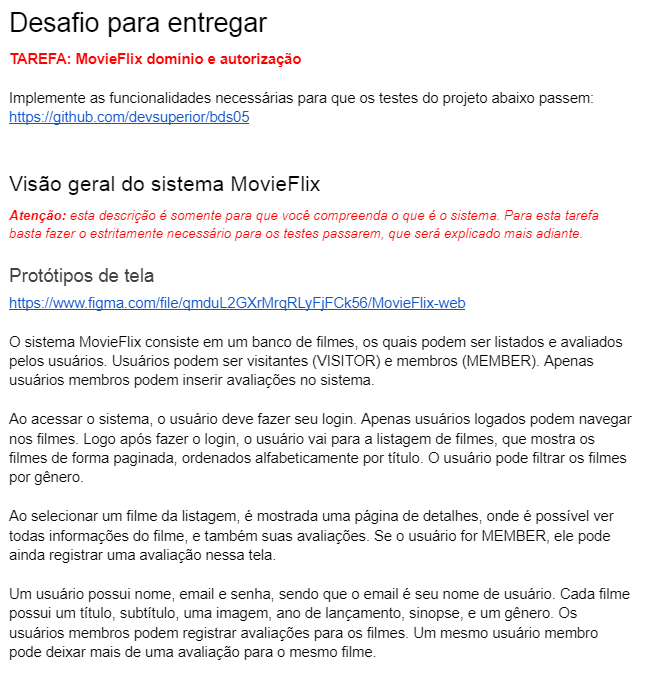 Desafio para entregar
TAREFA: MovieFlix domínio e autorização
Implemente as funcionalidades necessárias para que os testes do projeto abaixo passem:
https://github.com/devsuperior/bds05
Visão geral do sistema MovieFlix
Atenção: esta descrição é somente para que você compreenda o que é o sistema. Para esta tarefa
basta fazer o estritamente necessário para os testes passarem, que será explicado mais adiante.
Protótipos de tela
https://www.figma.com/file/qmduL2GXrMrqRLyFjFCk56/MovieFlix-web
O sistema MovieFlix consiste em um banco de filmes, os quais podem ser listados e avaliados
pelos usuários. Usuários podem ser visitantes (VISITOR) e membros (MEMBER). Apenas
usuários membros podem inserir avaliações no sistema.
Ao acessar o sistema, o usuário deve fazer seu login. Apenas usuários logados podem navegar
nos filmes. Logo após fazer o login, o usuário vai para a listagem de filmes, que mostra os
filmes de forma paginada, ordenados alfabeticamente por título. O usuário pode filtrar os filmes
por gênero.
Ao selecionar um filme da listagem, é mostrada uma página de detalhes, onde é possível ver
todas informações do filme, e também suas avaliações. Se o usuário for MEMBER, ele pode
ainda registrar uma avaliação nessa tela.
Um usuário possui nome, email e senha, sendo que o email é seu nome de usuário. Cada filme
possui um título, subtítulo, uma imagem, ano de lançamento, sinopse, e um gênero. Os
usuários membros podem registrar avaliações para os filmes. Um mesmo usuário membro
pode deixar mais de uma avaliação para o mesmo filme.